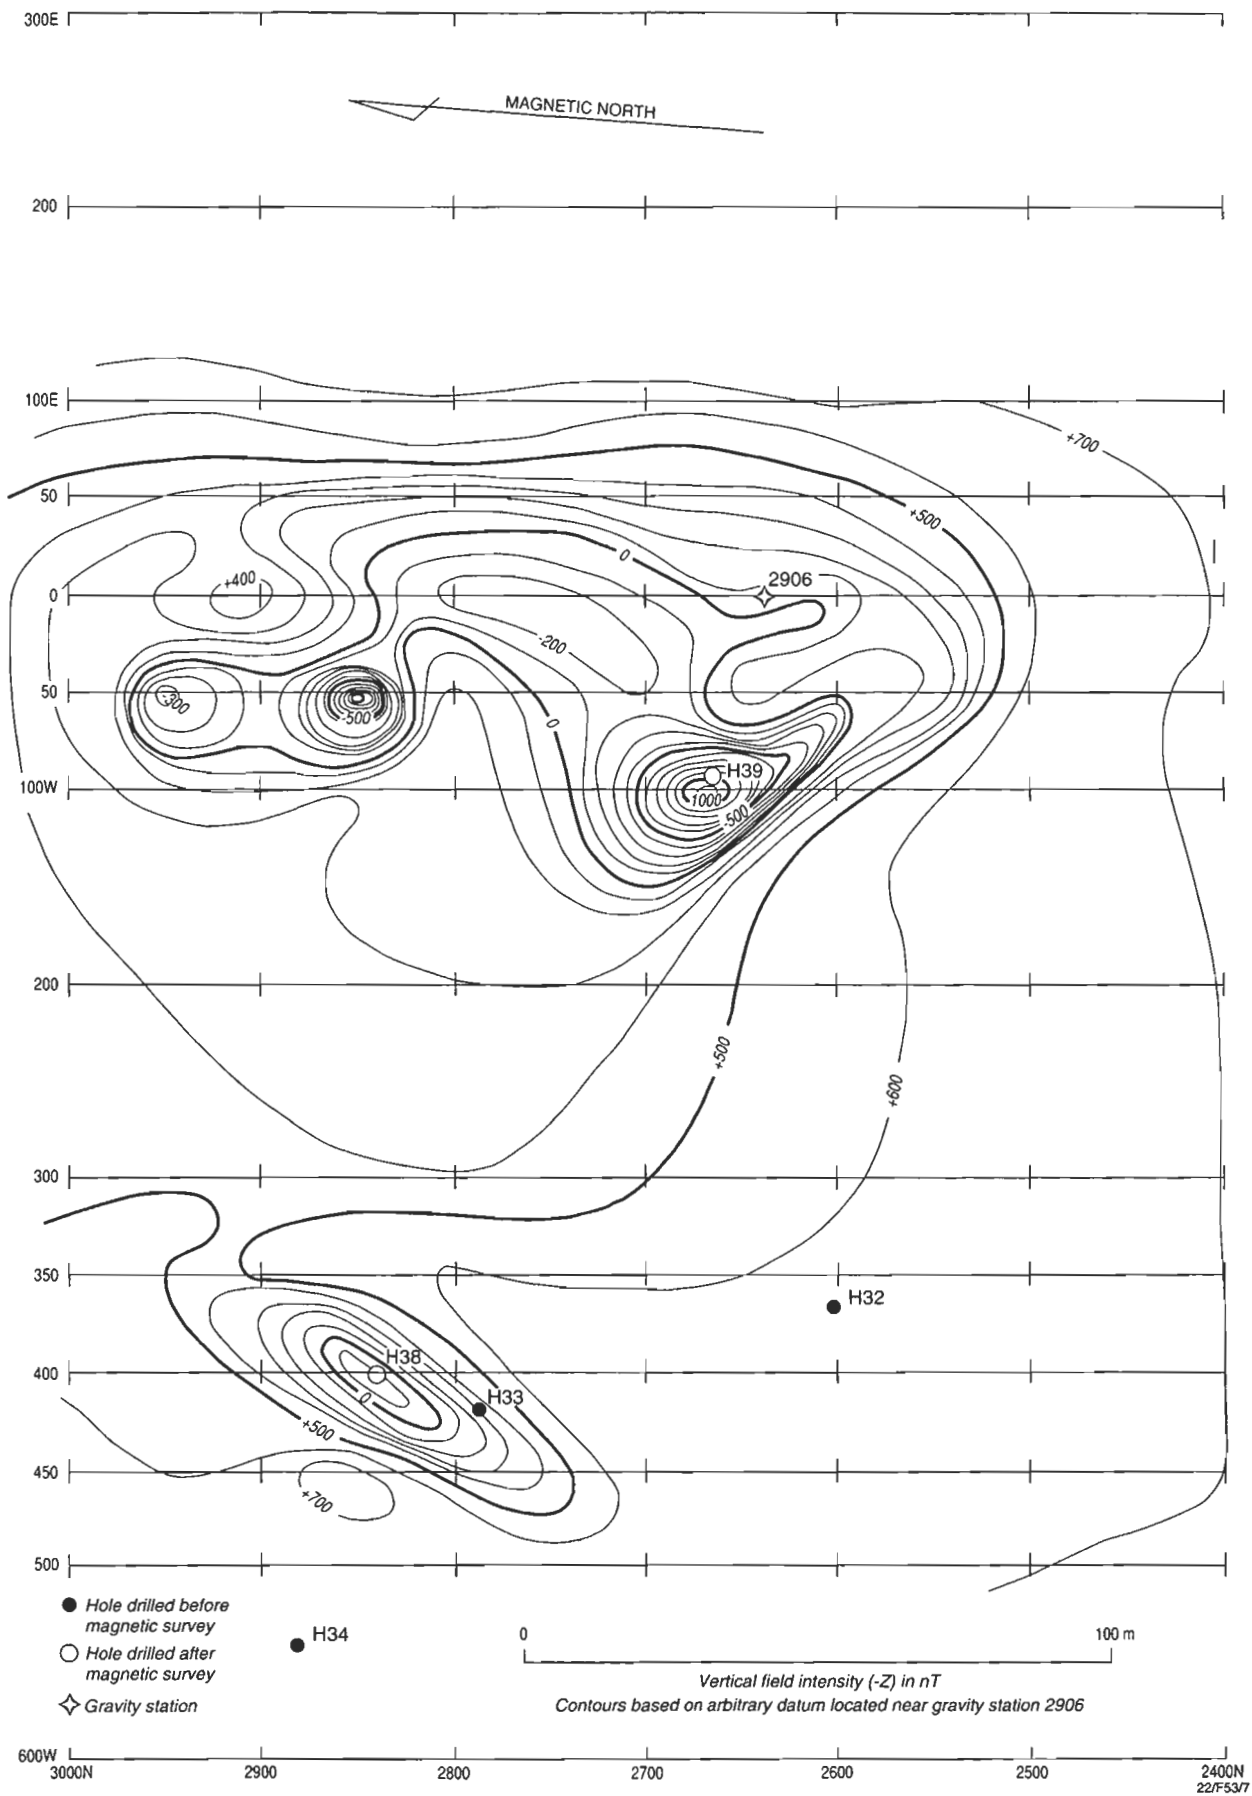 300E
MAGNETIC NORTH
200
100E
+700
50
+500
0
+400
0
2906
-200
50
-300
-500
0
H39
100W
1000
-500
200
+500
+600
300
350
H32
H38
400
0
H33
+500
450
+700
500
Hole drilled before
magnetic survey
H34
0
100 m
Hole drilled after
magnetic survey
Vertical field intensity (-Z) in nT
Gravity station
Contours based on arbitrary datum located near gravity station 2906
600W
3000N
2900
2800
2700
2600
2500
2400N
22/F53/7